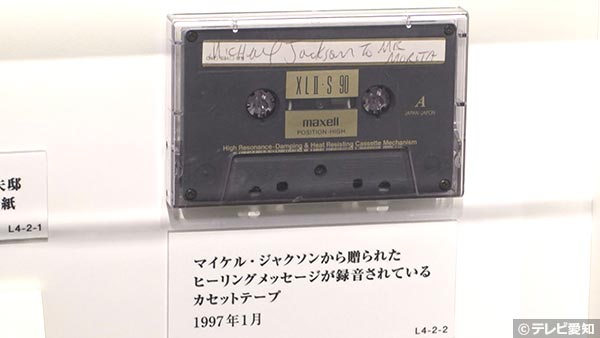 Michael Jackson To MR
MORITA
XLII-S 90
maxell
POSITION-HIGH
A
JAPAN・JAPON
High Resonance-Damping & Heat Resisting Cassette Mechanism
邸
紙
L4-2-1
マイケル・ジャクソンから贈られた
ヒーリングメッセージが録音されている
カセットテープ
1997年1月
L4-2-2
©テレビ愛知